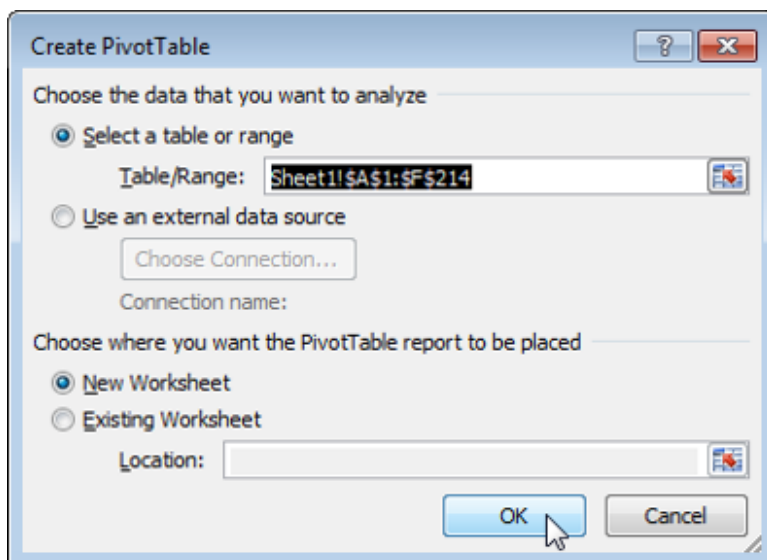 Create PivotTable
Choose the data that you want to analyze
Select a table or range
Table/Range: Sheet1!$A$1:$F$214
Use an external data source
Choose Connection...
Connection name:
Choose where you want the PivotTable report to be placed
New Worksheet
Existing Worksheet
Location:
OK Cancel